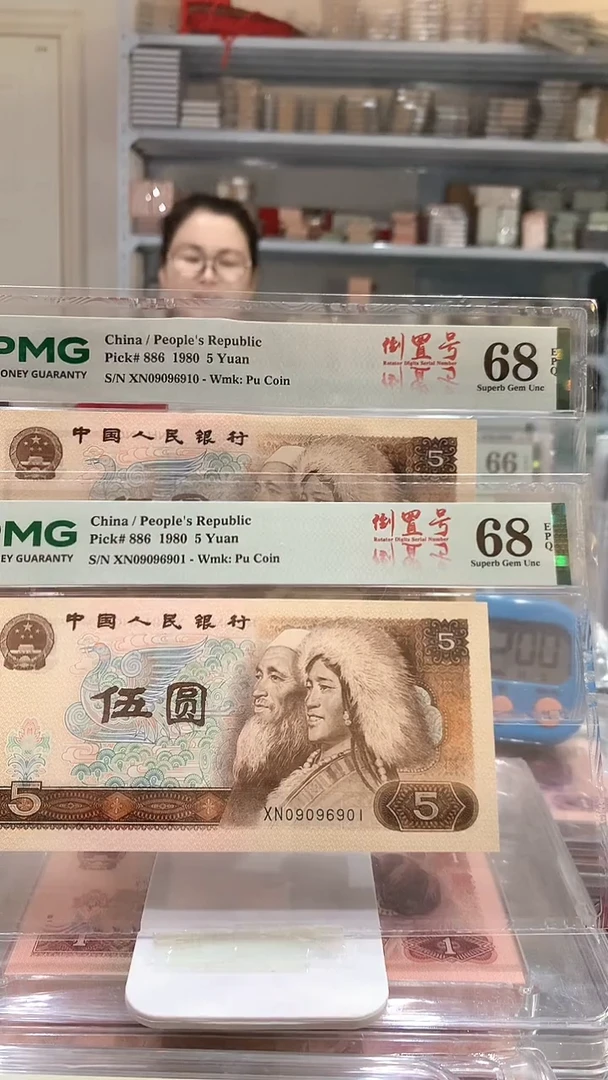 PMG
ONEY GUARANTY
China / People's Republic
Pick# 886 1980 5 Yuan
S/N XN09096910 - Wmk: Pu Coin
倒置号
Rotator Digits Serial Number
68
EPQ
Superb Gem Unc
中国人民银行
5
66
PMG
EY GUARANTY
China / People's Republic
Pick# 886 1980 5 Yuan
S/N XN09096901 - Wmk: Pu Coin
倒置号
Rotator Digits Serial Number
68
EPQ
Superb Gem Unc
中国人民银行
5
伍圆
5
XN09096901
5
1
1